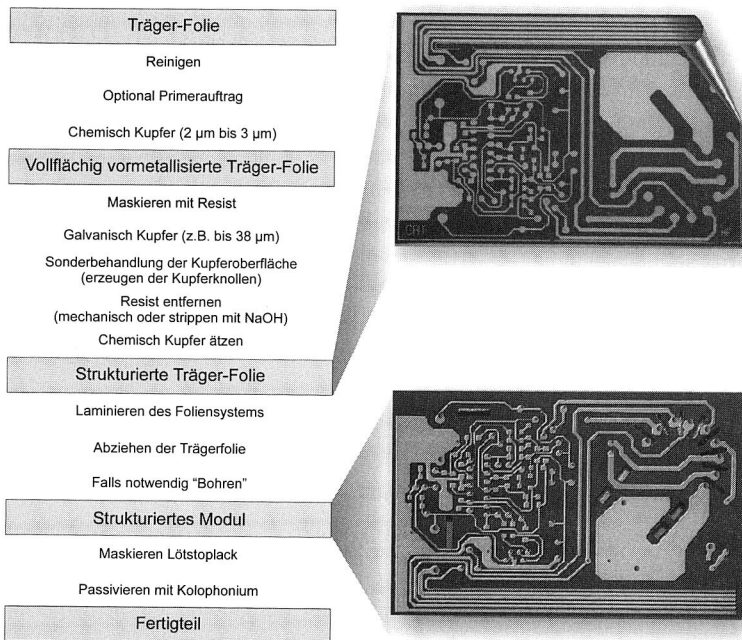 Träger-Folie
Reinigen
Optional Primerauftrag
Chemisch Kupfer (2 µm bis 3 µm)
Vollflächig vormetallisierte Träger-Folie
Maskieren mit Resist
Galvanisch Kupfer (z.B. bis 38 µm)
Sonderbehandlung der Kupferoberfläche
(erzeugen der Kupferknollen)
Resist entfernen
(mechanisch oder strippen mit NaOH)
Chemisch Kupfer ätzen
Strukturierte Träger-Folie
Laminieren des Foliensystems
Abziehen der Trägerfolie
Falls notwendig “Bohren”
Strukturiertes Modul
Maskieren Lötstoplack
Passivieren mit Kolophonium
Fertigteil